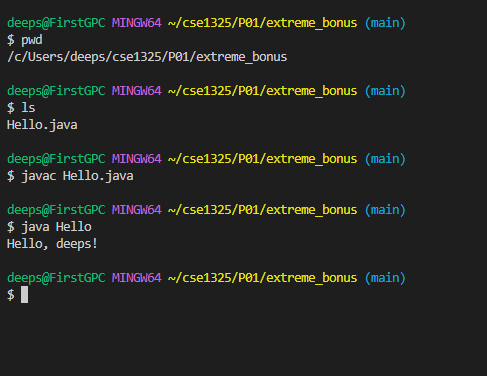 deeps@FirstGPC MINGW64 ~/cse1325/P01/extreme_bonus (main)
$ pwd
/c/Users/deeps/cse1325/P01/extreme_bonus
deeps@FirstGPC MINGW64 ~/cse1325/P01/extreme_bonus (main)
$ ls
Hello.java
deeps@FirstGPC MINGW64 ~/cse1325/P01/extreme_bonus (main)
$ javac Hello.java
deeps@FirstGPC MINGW64 ~/cse1325/P01/extreme_bonus (main)
$ java Hello
Hello, deeps!
deeps@FirstGPC MINGW64 ~/cse1325/P01/extreme_bonus (main)
$